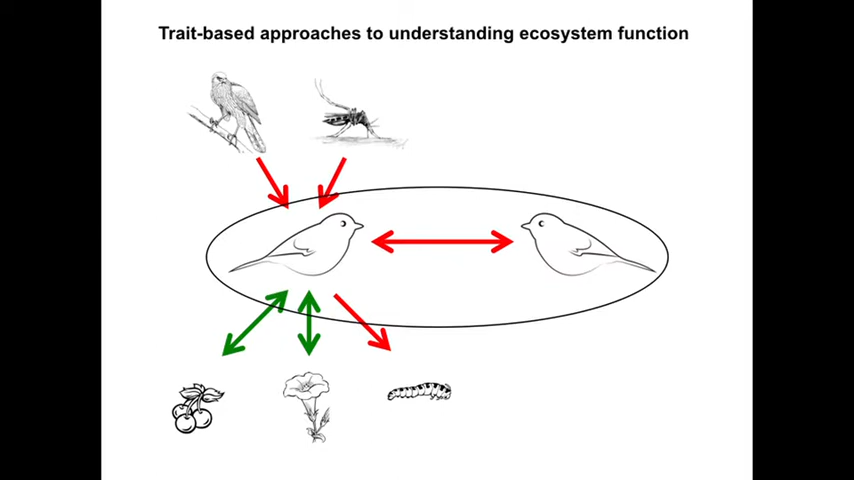 Trait-based approaches to understanding ecosystem function